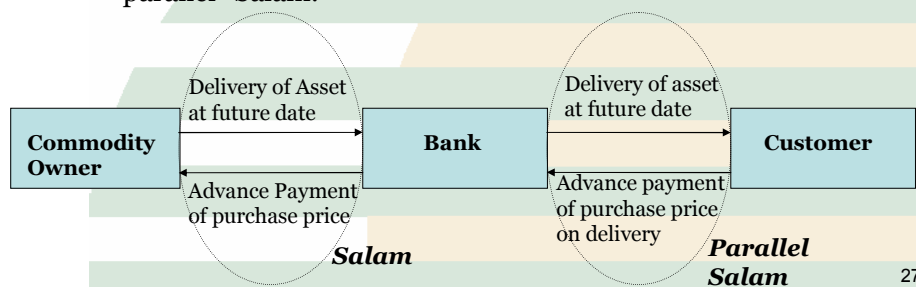 parallel Salam.
Delivery of Asset
at future date
Delivery of asset
at future date
Commodity
Owner
Bank
Customer
Advance Payment
of purchase price
Advance payment
of purchase price
on delivery
Salam
Parallel
Salam
27